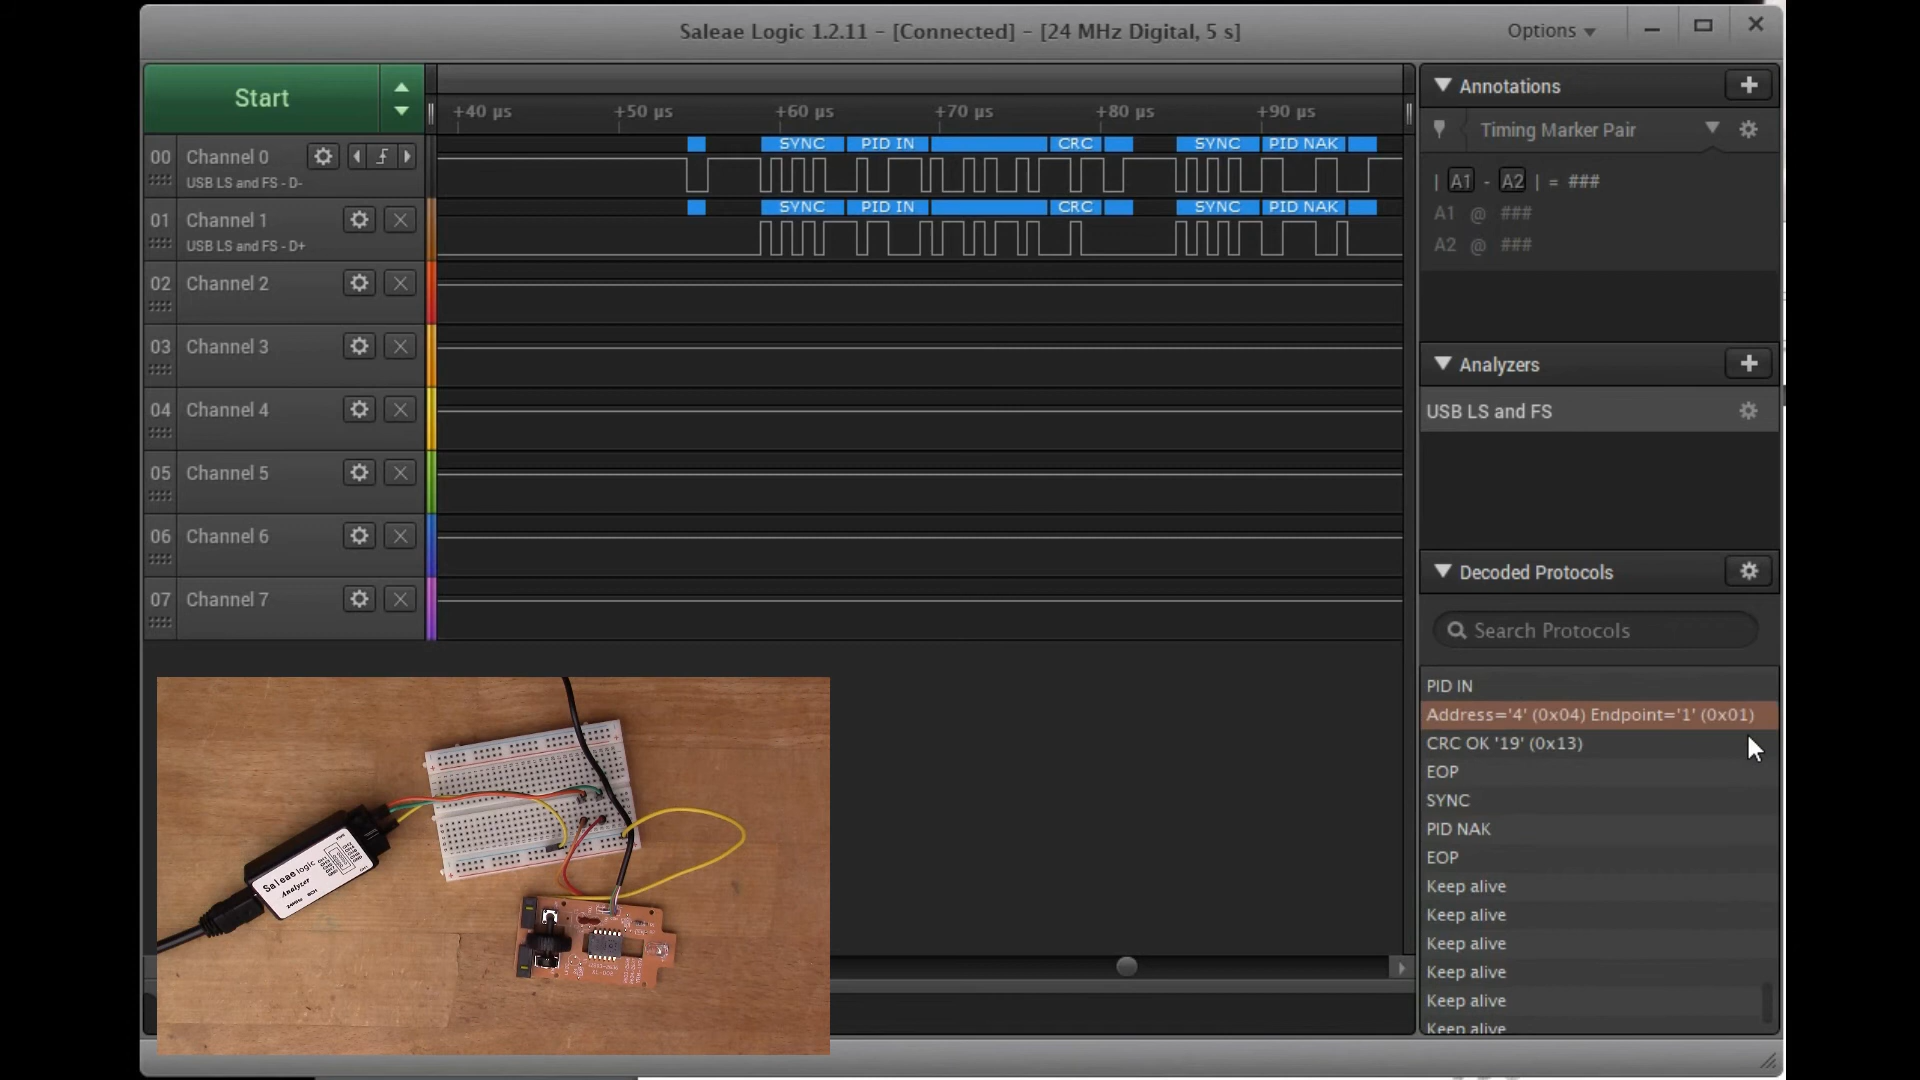 Saleae Logic 1.2.11 – [Connected] – [24 MHz Digital, 5 s]
Options
Start
+40 µs +50 µs +60 µs +70 µs +80 µs +90 µs
00 Channel 0
USB LS and FS - D-
SYNC PID IN CRC SYNC PID NAK
01 Channel 1
USB LS and FS - D+
SYNC PID IN CRC SYNC PID NAK
02 Channel 2
03 Channel 3
04 Channel 4
05 Channel 5
06 Channel 6
07 Channel 7
Annotations
Timing Marker Pair
| A1 - A2 | = ###
A1 @ ###
A2 @ ###
Analyzers
USB LS and FS
Decoded Protocols
Search Protocols
PID IN
Address='4' (0x04) Endpoint='1' (0x01)
CRC OK '19' (0x13)
EOP
SYNC
PID NAK
EOP
Keep alive
Keep alive
Keep alive
Keep alive
Keep alive
Keep alive
Saleae logic
Analyzer